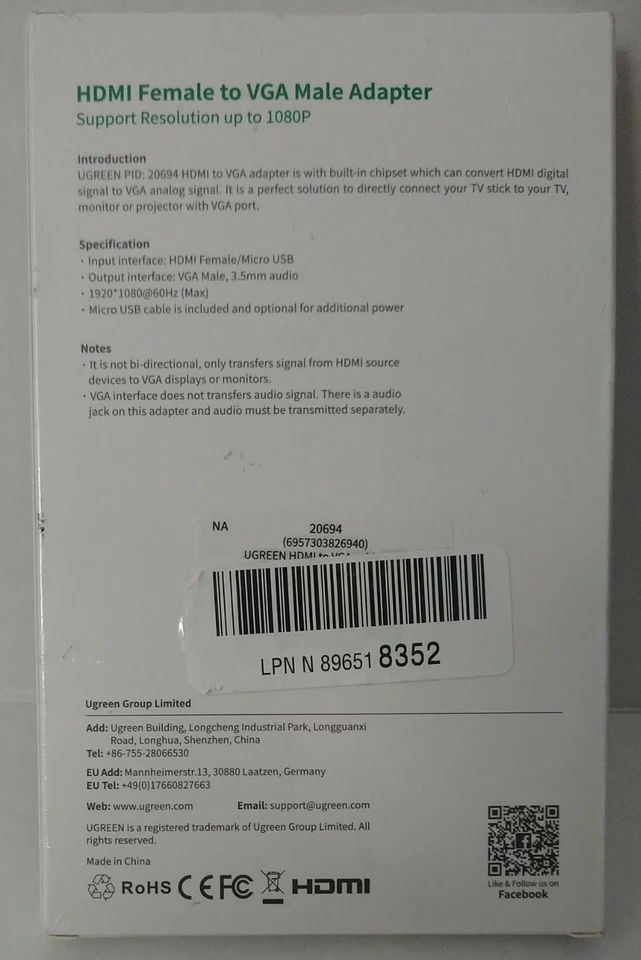 HDMI Female to VGA Male Adapter
Support Resolution up to 1080P
Introduction
UGREEN PID: 20694 HDMI to VGA adapter is with built-in chipset which can convert HDMI digital
signal to VGA analog signal. It is a perfect solution to directly connect your TV stick to your TV,
monitor or projector with VGA port.
Specification
· Input interface: HDMI Female/Micro USB
· Output interface: VGA Male, 3.5mm audio
· 1920*1080@60Hz (Max)
· Micro USB cable is included and optional for additional power
Notes
· It is not bi-directional, only transfers signal from HDMI source
devices to VGA displays or monitors.
· VGA interface does not transfers audio signal. There is a audio
jack on this adapter and audio must be transmitted separately.
NA 20694
(6957303826940)
UGREEN HDMI to VGA
LPN N 896518352
Ugreen Group Limited
Add: Ugreen Building, Longcheng Industrial Park, Longguanxi
Road, Longhua, Shenzhen, China
Tel: +86-755-28066530
EU Add: Mannheimerstr.13, 30880 Laatzen, Germany
EU Tel: +49(0)17660827663
Web: www.ugreen.com Email: support@ugreen.com
UGREEN is a registered trademark of Ugreen Group Limited. All
rights reserved.
Made in China
RoHS CE FC HDMI
Like & Follow us on
Facebook